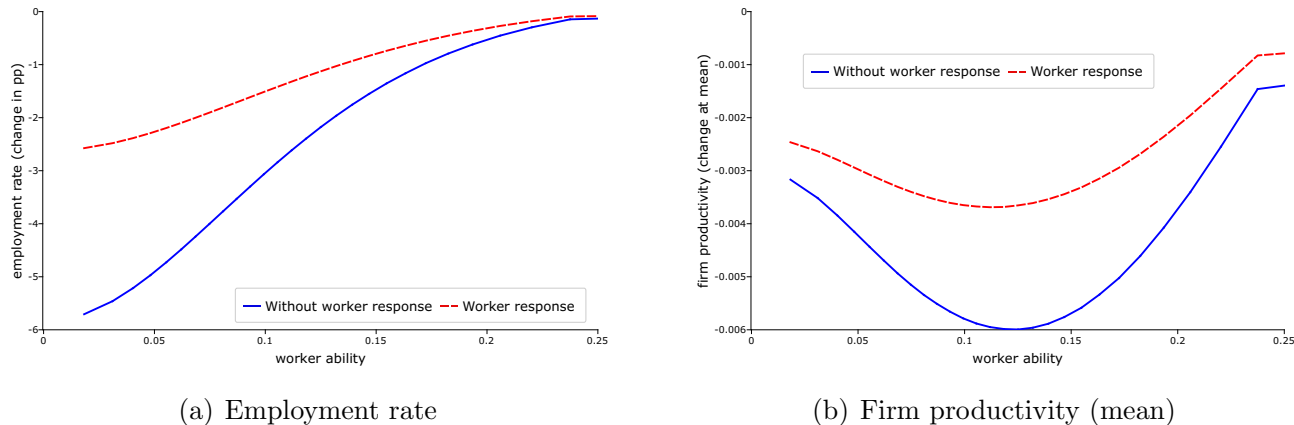 employment rate (change in pp)
0
-1
-2
-3
-4
-5
-6
Without worker response
Worker response
0
0.05
0.1
0.15
0.2
0.25
worker ability
(a) Employment rate
firm productivity (change at mean)
0
-0.001
-0.002
-0.003
-0.004
-0.005
-0.006
Without worker response
Worker response
0
0.05
0.1
0.15
0.2
0.25
worker ability
(b) Firm productivity (mean)